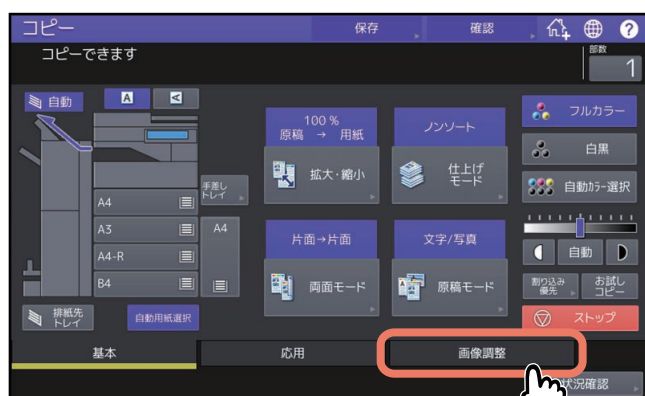 コピー
保存
確認
コピーできます
部数
1
自動
A
A
100 %
原稿 → 用紙
ノンソート
フルカラー
拡大・縮小
仕上げ
モード
白黒
手差し
トレイ
自動ｶﾗｰ選択
A4
A3
A4-R
B4
A4
片面→片面
文字/写真
自動
両面モード
原稿モード
割り込み
優先
お試し
コピー
排紙先
トレイ
自動用紙選択
ストップ
基本
応用
画像調整
状況確認